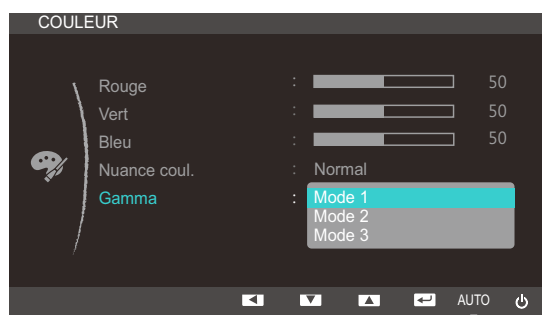 COULEUR
Rouge : 50
Vert : 50
Bleu : 50
Nuance coul. : Normal
Gamma : Mode 1
Mode 2
Mode 3
AUTO